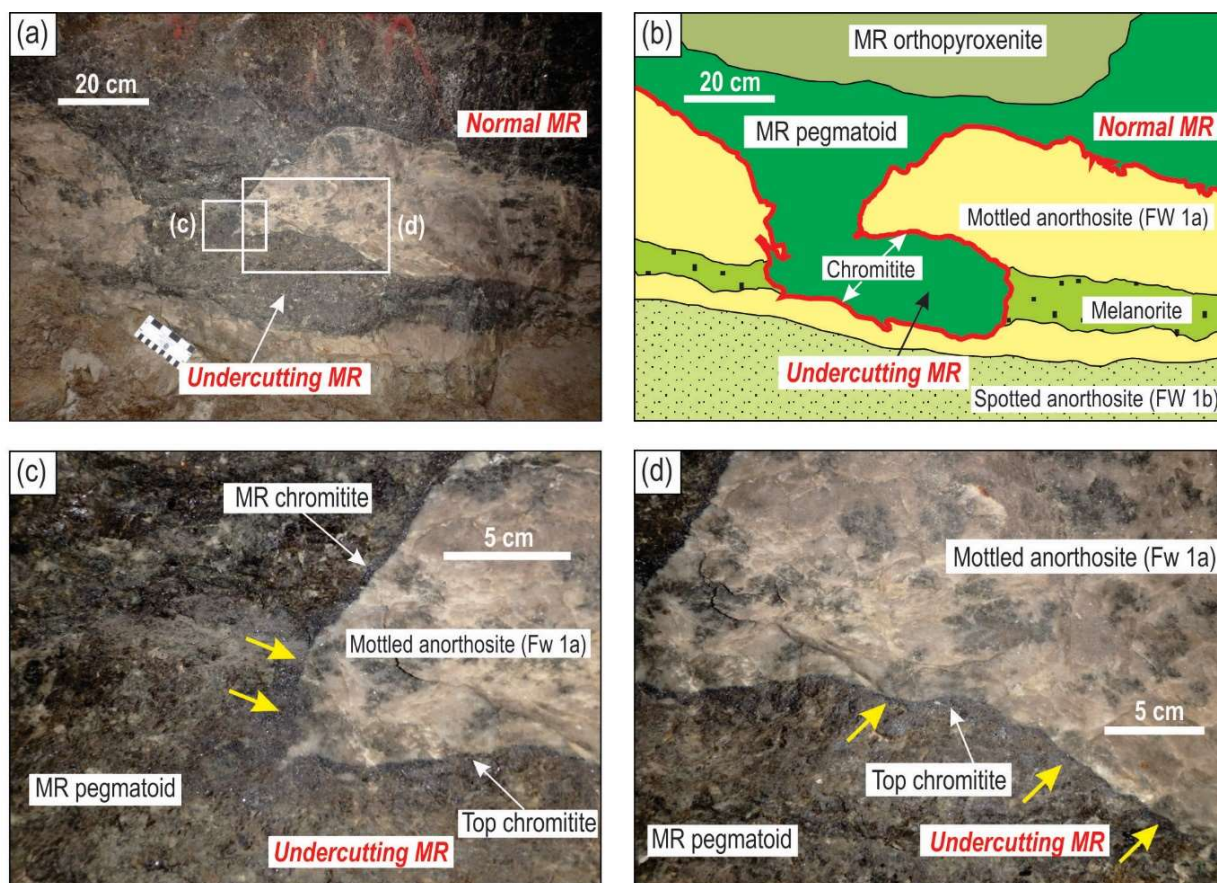 (a)
20 cm
Normal MR
(c)
(d)
Undercutting MR
(b)
MR orthopyroxenite
20 cm
Normal MR
MR pegmatoid
Mottled anorthosite (FW 1a)
Chromitite
Melanorite
Undercutting MR
Spotted anorthosite (FW 1b)
(c)
MR chromitite
5 cm
Mottled anorthosite (Fw 1a)
MR pegmatoid
Top chromitite
Undercutting MR
(d)
Mottled anorthosite (Fw 1a)
5 cm
Top chromitite
Undercutting MR
MR pegmatoid